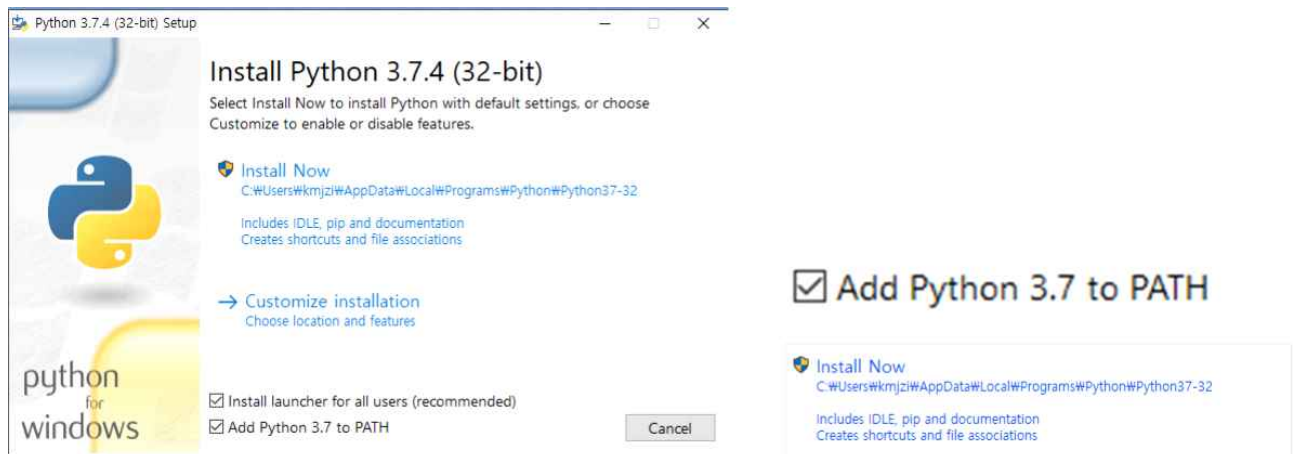 Python 3.7.4 (32-bit) Setup
Install Python 3.7.4 (32-bit)
Select Install Now to install Python with default settings, or choose
Customize to enable or disable features.
Install Now
C:₩Users₩kmjzi₩AppData₩Local₩Programs₩Python₩Python37-32
Includes IDLE, pip and documentation
Creates shortcuts and file associations
Customize installation
Choose location and features
python
for
windows
Install launcher for all users (recommended)
Add Python 3.7 to PATH
Cancel
Add Python 3.7 to PATH
Install Now
C:₩Users₩kmjzi₩AppData₩Local₩Programs₩Python₩Python37-32
Includes IDLE, pip and documentation
Creates shortcuts and file associations